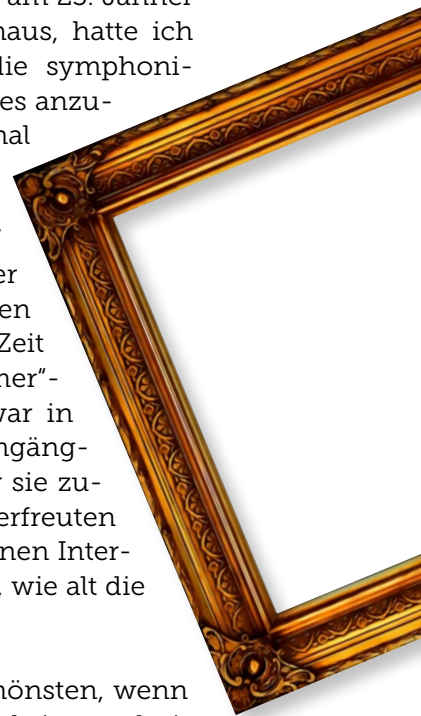 am 23. Jänner
haus, hatte ich
die symphoni-
es anzu-
al
er
en
Zeit
ner“-
war in
ngäng-
r sie zu-
erfreuten
nen Inter-
, wie alt die
hönsten, wenn